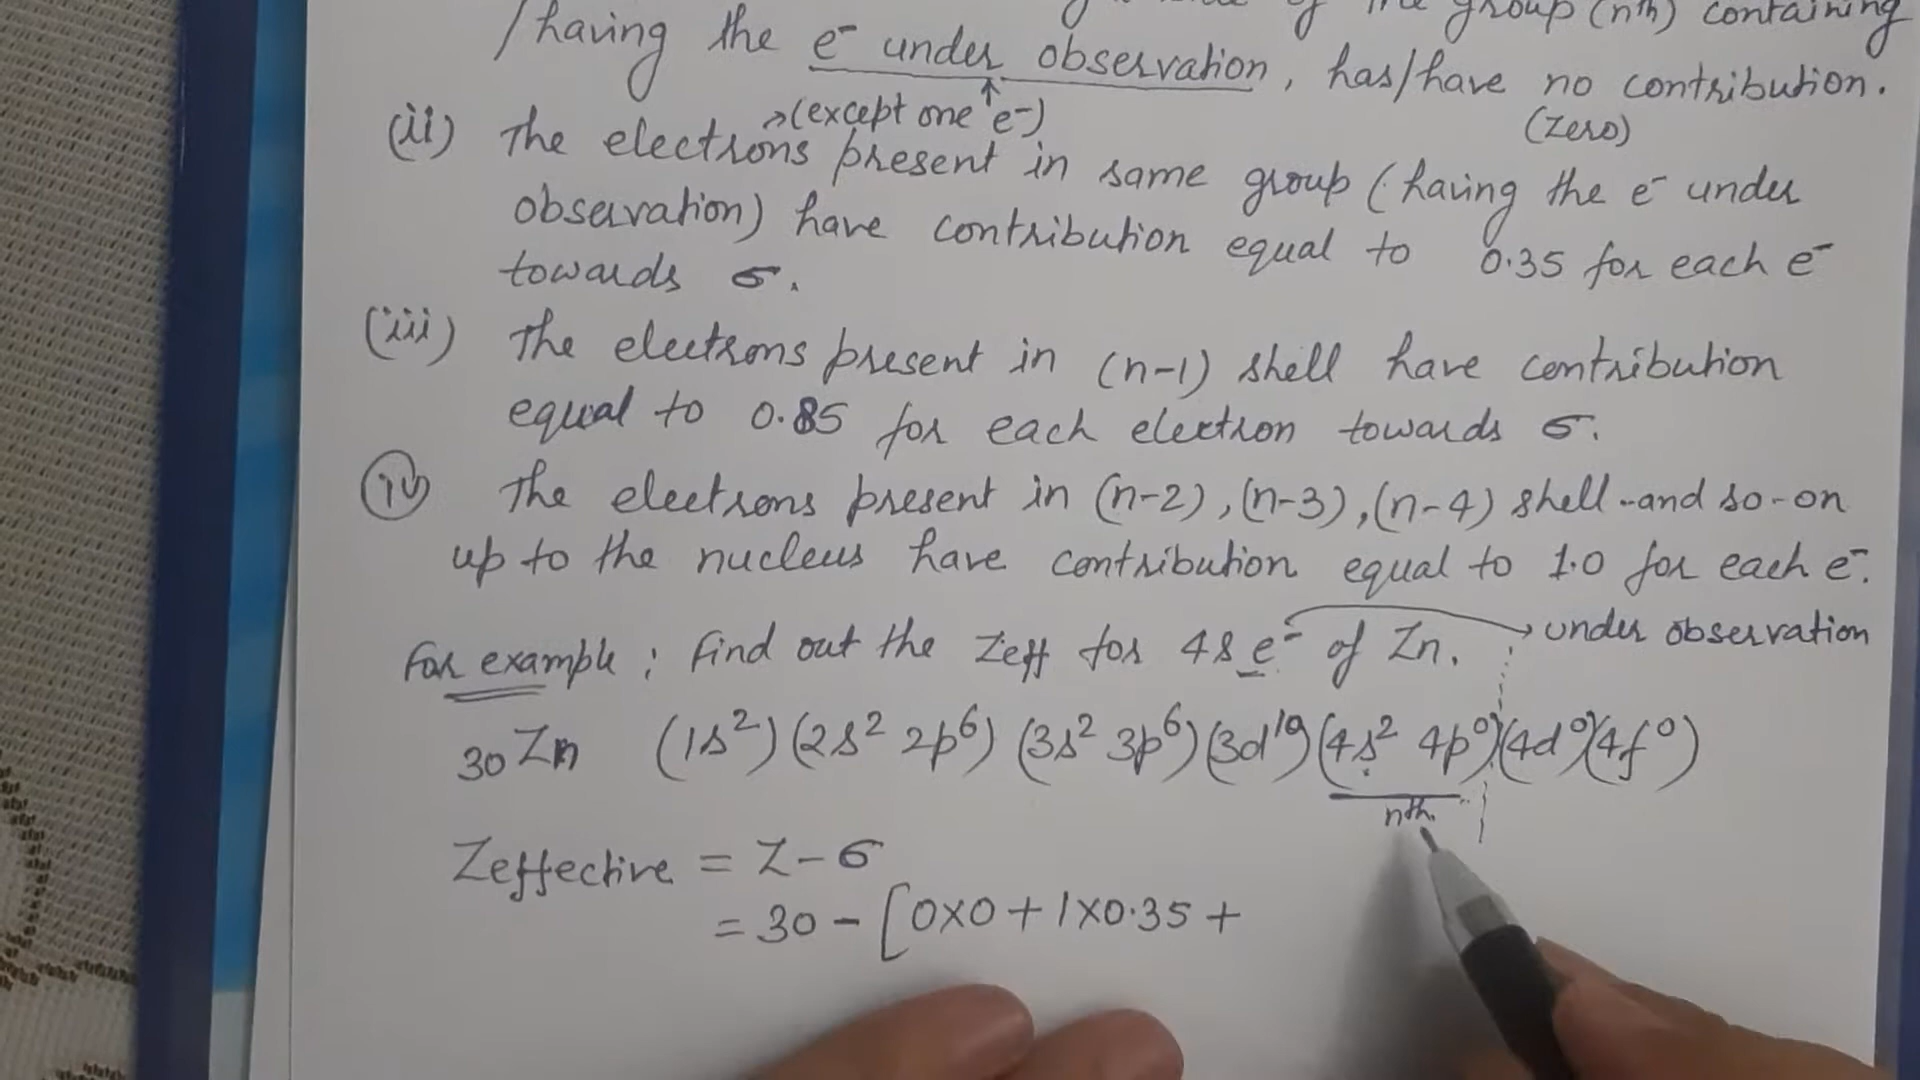 of the group (nth) containing
/having the e⁻ under observation, has/have no contribution.
(zero)
→(except one e⁻)
(ii) The electrons present in same group (having the e⁻ under
observation) have contribution equal to 0.35 for each e⁻
towards σ.
(iii) The electrons present in (n-1) shell have contribution
equal to 0.85 for each electron towards σ.
(iv) The electrons present in (n-2), (n-3), (n-4) shell -and so-on
up to the nucleus have contribution equal to 1.0 for each e⁻.
For example : Find out the Zeff for 4s e⁻ of Zn. → under observation
₃₀Zn (1s²)(2s² 2p⁶)(3s² 3p⁶)(3d¹⁰)(4s² 4p⁰)(4d⁰)(4f⁰)
nth.
Zeffective = Z-σ
= 30 - [0×0 + 1×0.35 +